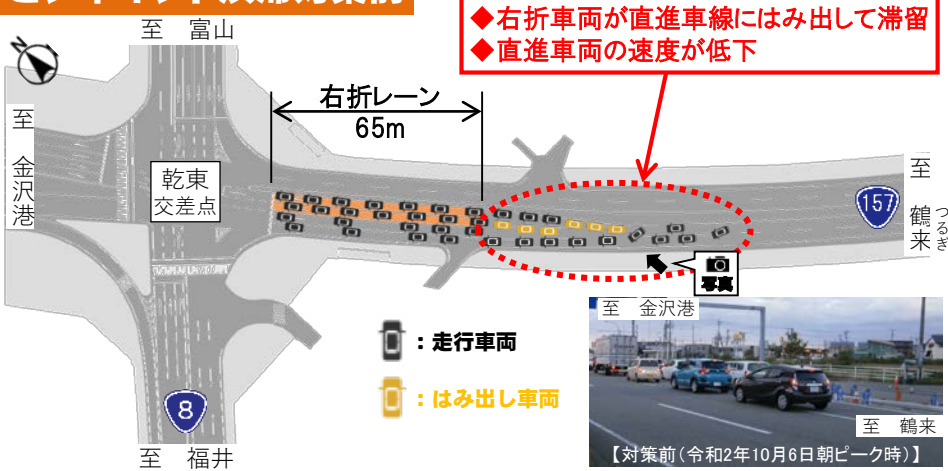 ◆右折車両が直進車線にはみ出して滞留
◆直進車両の速度が低下
至　富山
N
右折レーン
65m
至　金沢港
乾東
交差点
157
至　鶴来
つるぎ
写真
：走行車両
：はみ出し車両
8
至　福井
至　金沢港
至　鶴来
【対策前(令和2年10月6日朝ピーク時)】